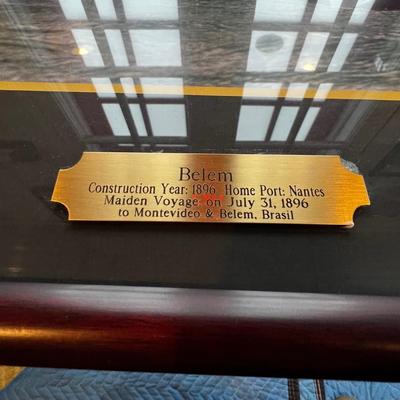 Belem
Construction Year: 1896 Home Port: Nantes
Maiden Voyage on July 31, 1896
to Montevideo & Belem, Brasil